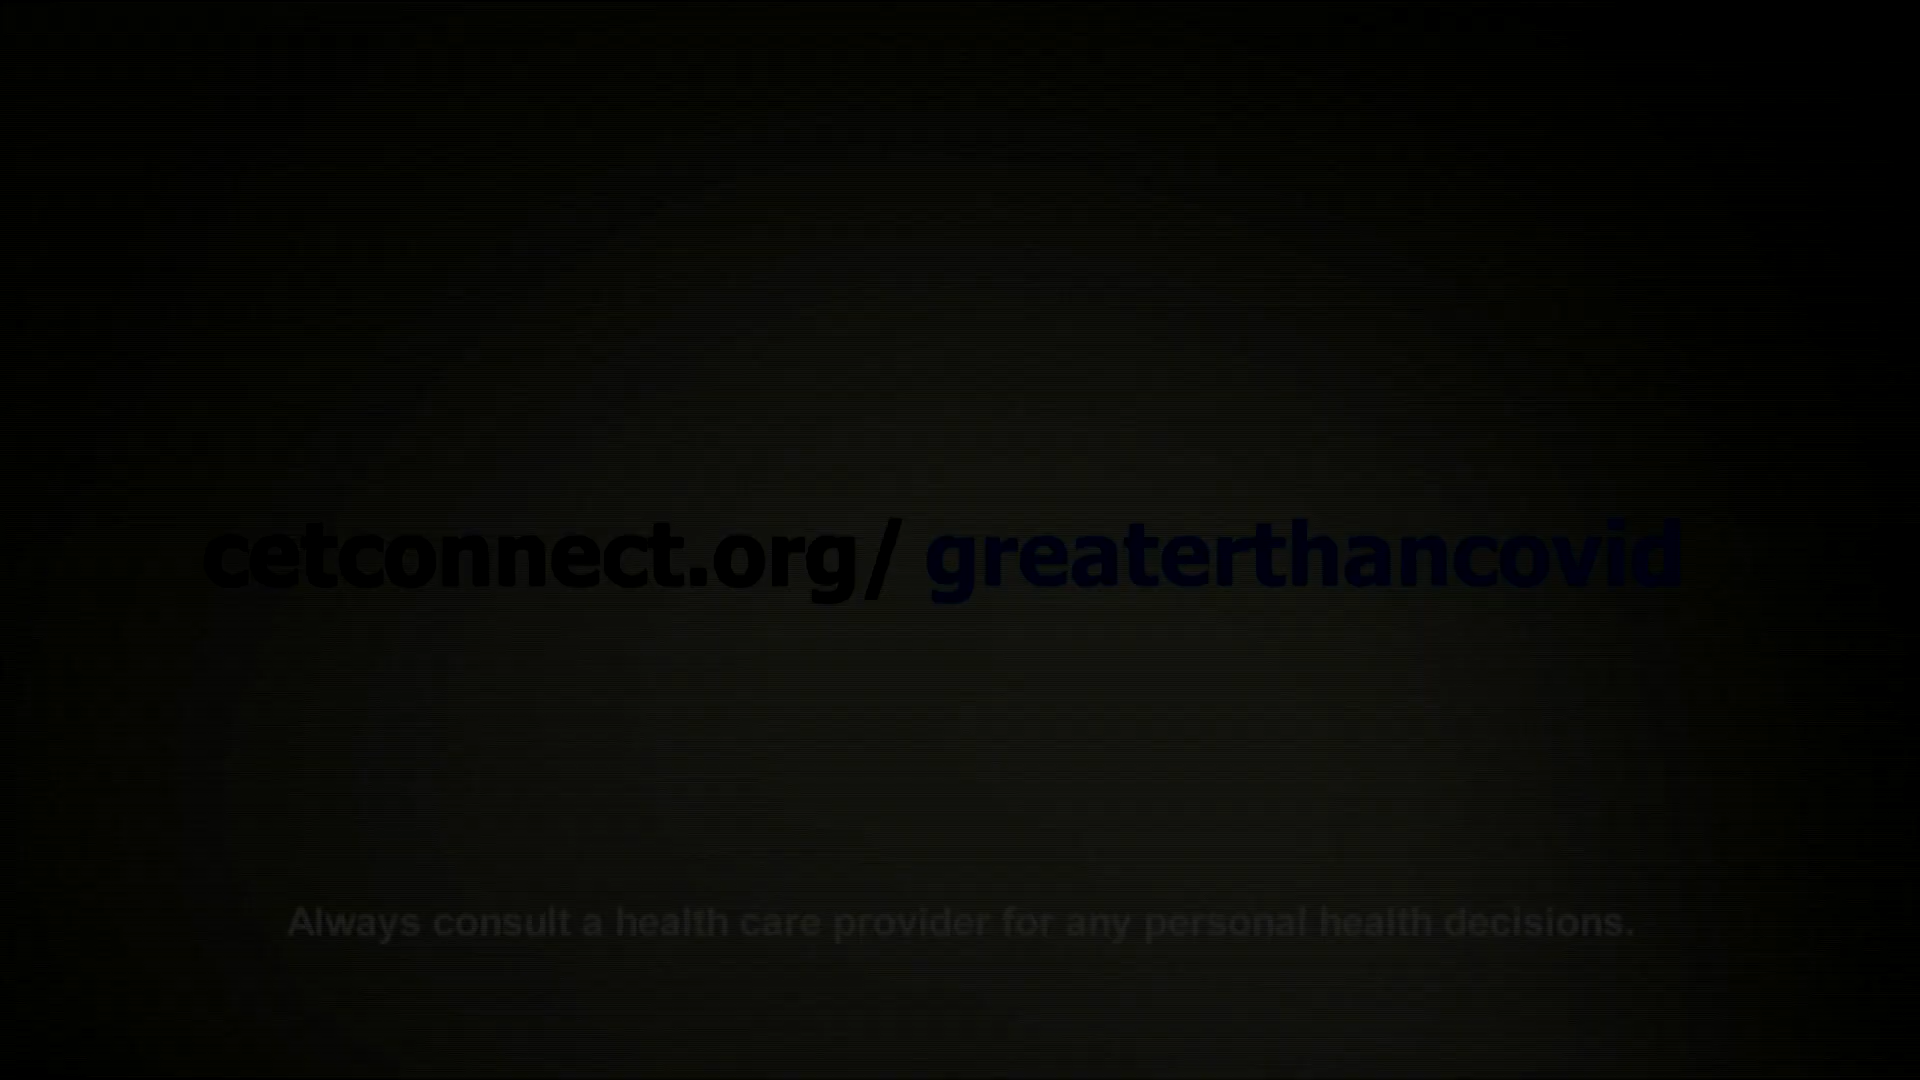 cetconnect.org/ greaterthancovid
Always consult a health care provider for any personal health decisions.